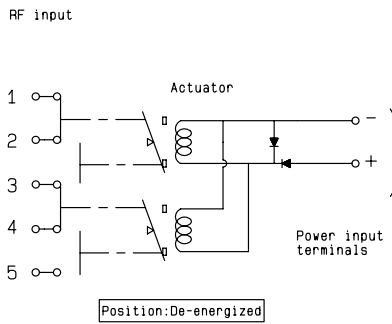 RF input
Actuator
1
2
3
4
5
−
+
Power input
terminals
Position:De-energized